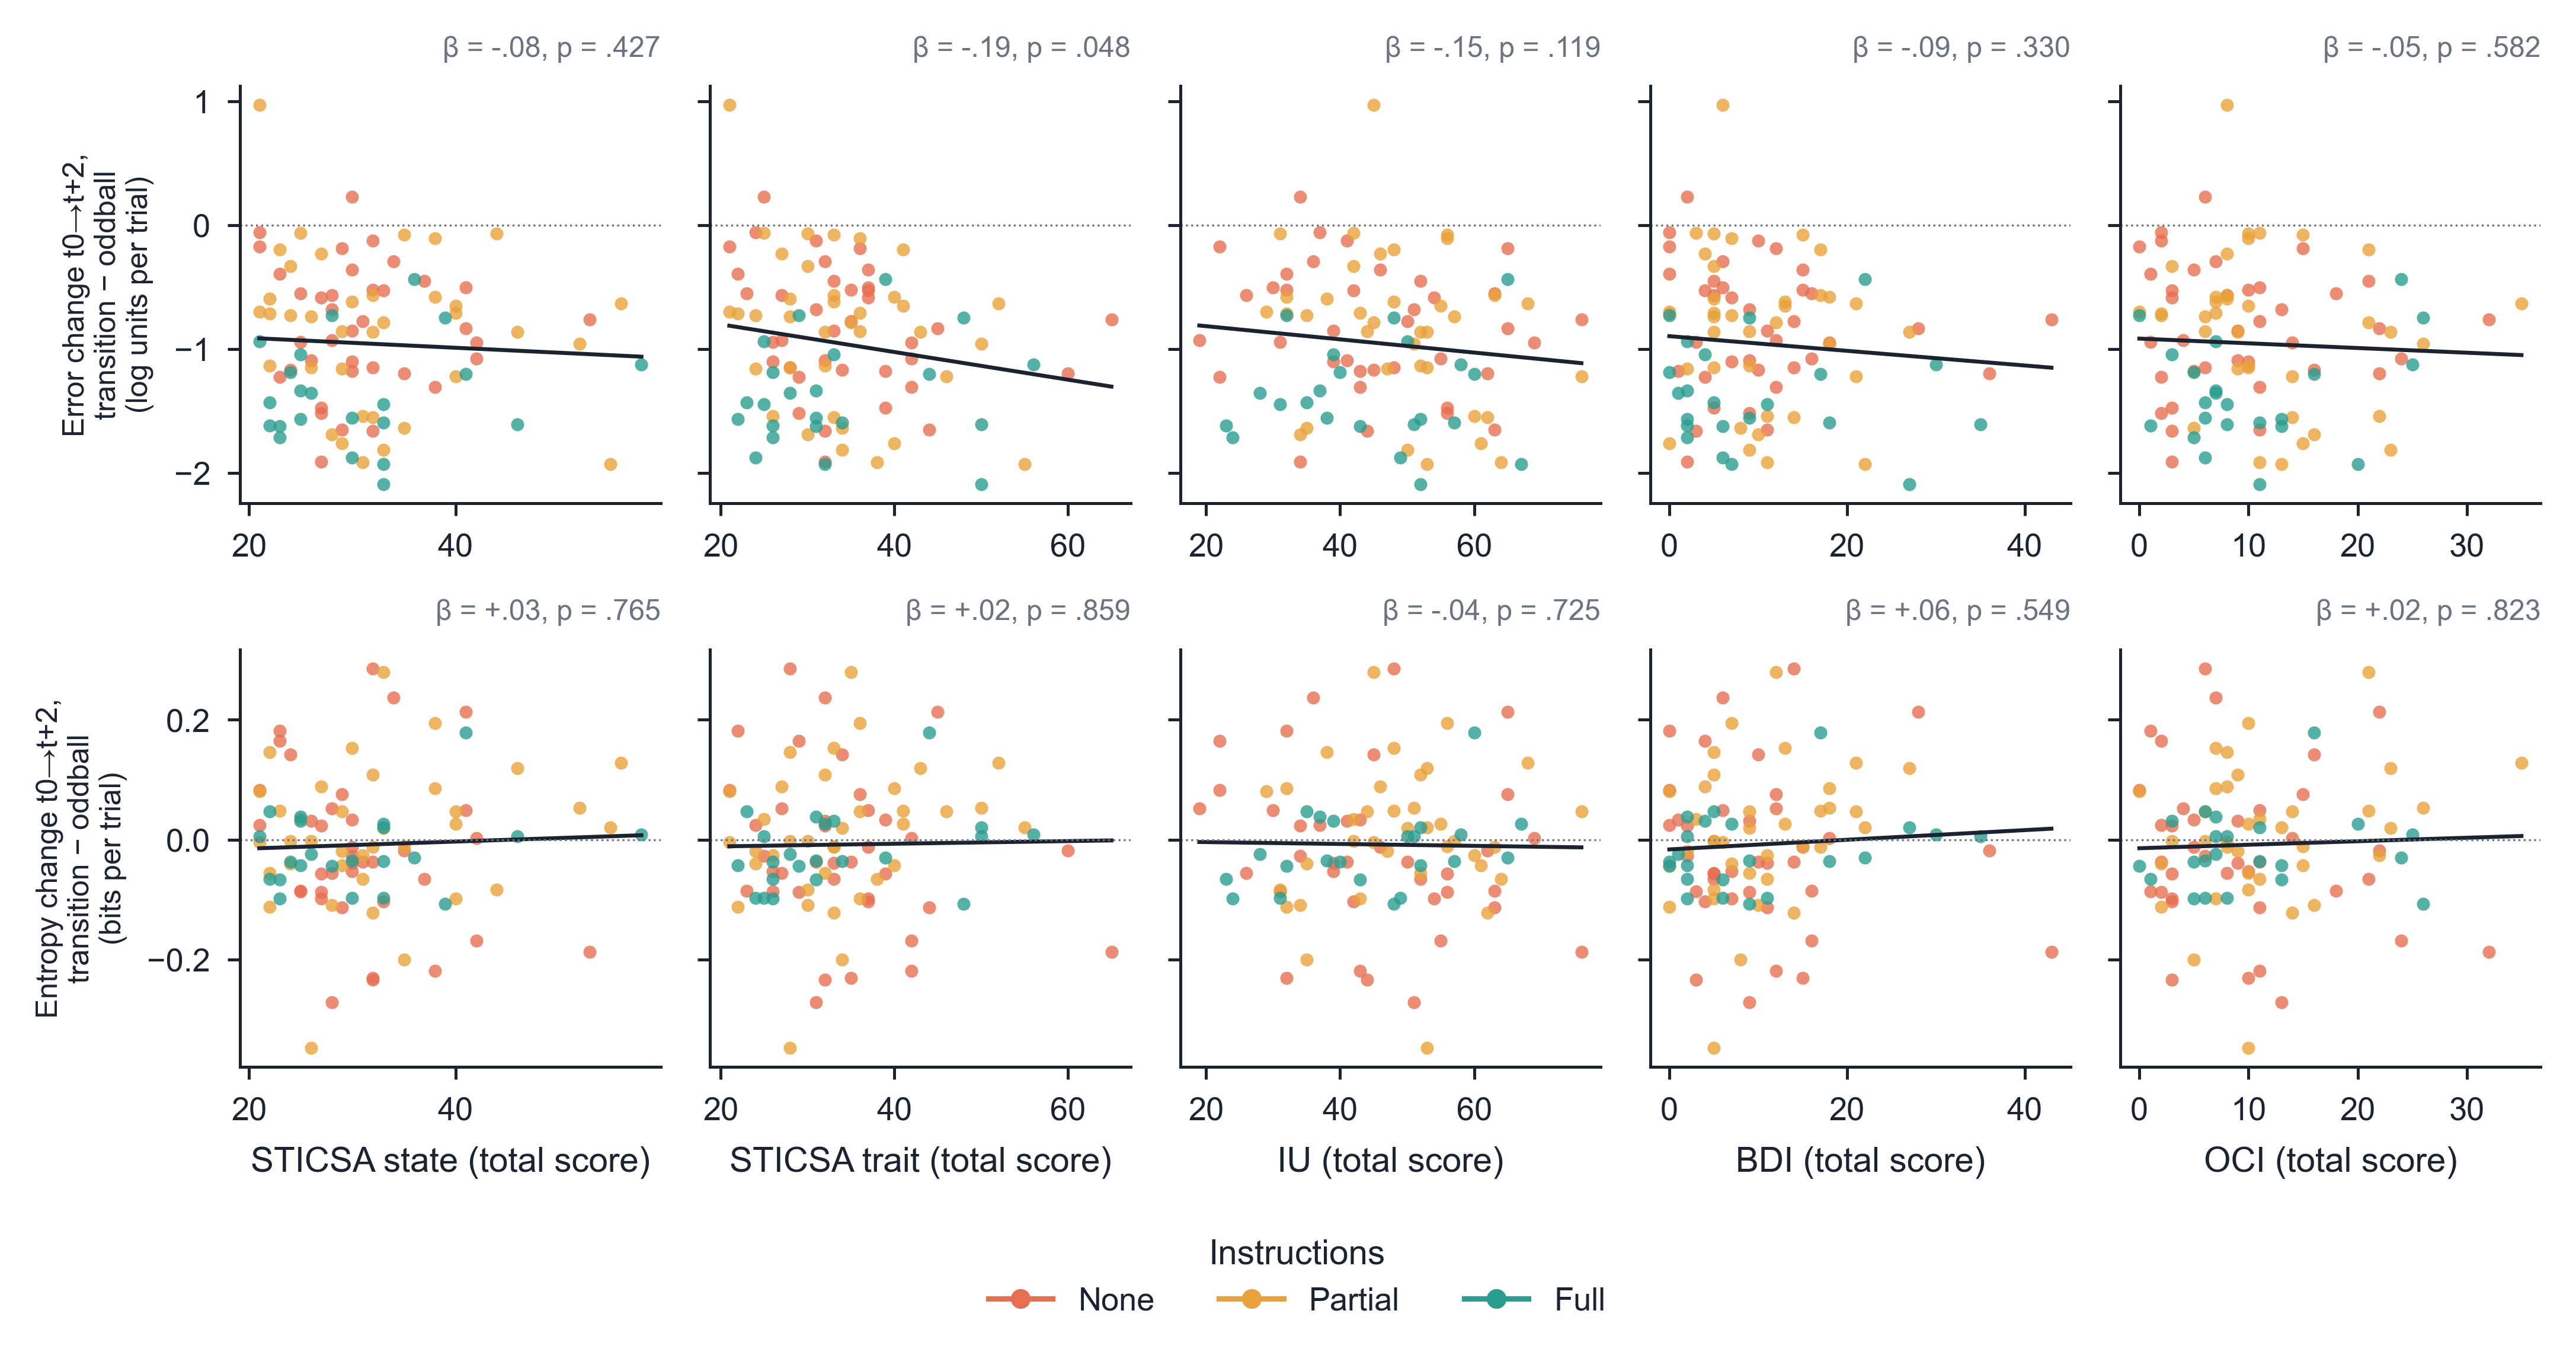 β = -.08, p = .427
β = -.19, p = .048
β = -.15, p = .119
β = -.09, p = .330
β = -.05, p = .582
Error change t0→t+2,
transition − oddball
(log units per trial)
1
0
−1
−2
20 40
20 40 60
20 40 60
0 20 40
0 10 20 30
β = +.03, p = .765
β = +.02, p = .859
β = -.04, p = .725
β = +.06, p = .549
β = +.02, p = .823
Entropy change t0→t+2,
transition − oddball
(bits per trial)
0.2
0.0
−0.2
20 40
20 40 60
20 40 60
0 20 40
0 10 20 30
STICSA state (total score)
STICSA trait (total score)
IU (total score)
BDI (total score)
OCI (total score)
Instructions
None Partial Full